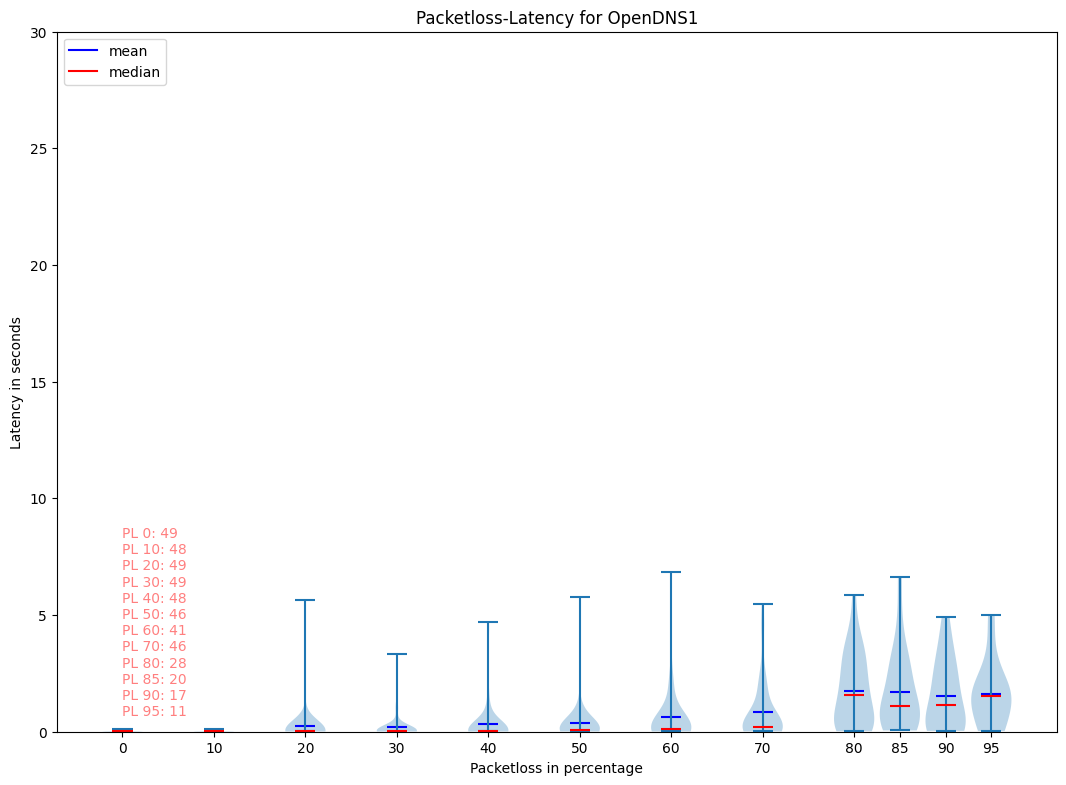 Packetloss-Latency for OpenDNS1
30
mean
median
25
20
15
10
5
0
Latency in seconds
PL 0: 49
PL 10: 48
PL 20: 49
PL 30: 49
PL 40: 48
PL 50: 46
PL 60: 41
PL 70: 46
PL 80: 28
PL 85: 20
PL 90: 17
PL 95: 11
0 10 20 30 40 50 60 70 80 85 90 95
Packetloss in percentage